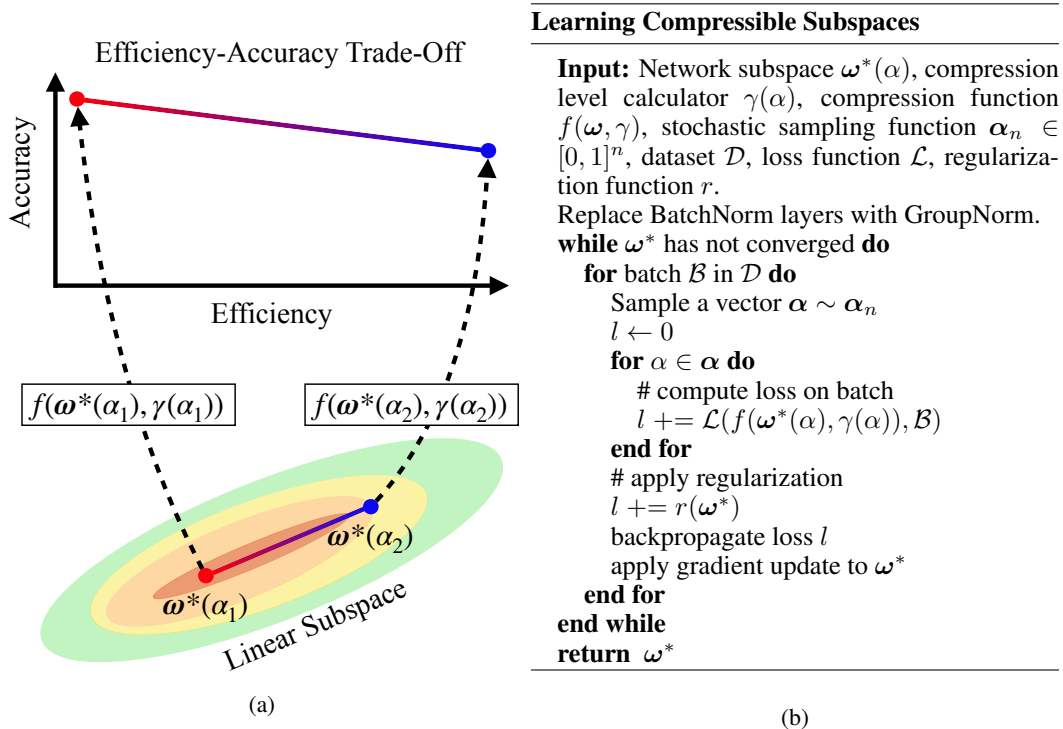 Efficiency-Accuracy Trade-Off
Accuracy
Efficiency
f(ω*(α₁), γ(α₁))
f(ω*(α₂), γ(α₂))
ω*(α₂)
ω*(α₁)
Linear Subspace
(a)
Learning Compressible Subspaces
Input: Network subspace ω*(α), compression
level calculator γ(α), compression function
f(ω, γ), stochastic sampling function αₙ ∈
[0, 1]ⁿ, dataset 𝒟, loss function ℒ, regulariza-
tion function r.
Replace BatchNorm layers with GroupNorm.
while ω* has not converged do
for batch ℬ in 𝒟 do
Sample a vector α ∼ αₙ
l ← 0
for α ∈ α do
# compute loss on batch
l += ℒ(f(ω*(α), γ(α)), ℬ)
end for
# apply regularization
l += r(ω*)
backpropagate loss l
apply gradient update to ω*
end for
end while
return ω*
(b)